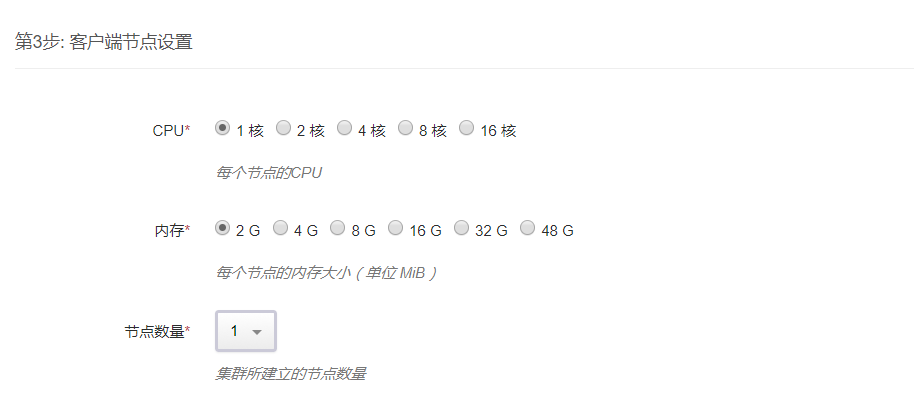 第3步: 客户端节点设置
CPU* 1 核 2 核 4 核 8 核 16 核
每个节点的CPU
内存* 2 G 4 G 8 G 16 G 32 G 48 G
每个节点的内存大小（单位 MiB）
节点数量* 1
集群所建立的节点数量